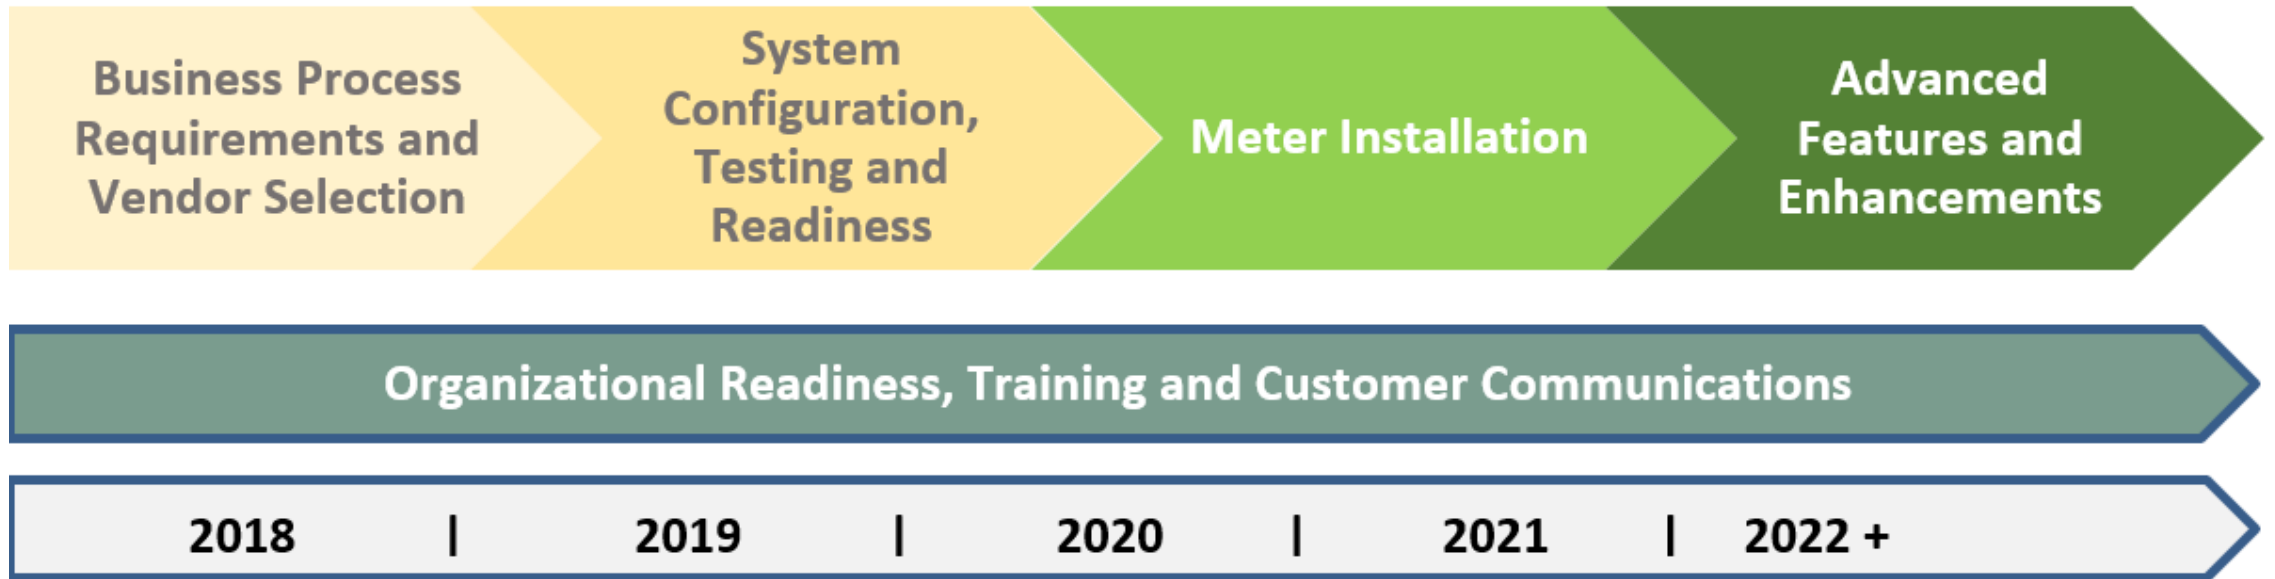 Business Process
Requirements and
Vendor Selection
System
Configuration,
Testing and
Readiness
Meter Installation
Advanced
Features and
Enhancements
Organizational Readiness, Training and Customer Communications
2018 | 2019 | 2020 | 2021 | 2022 +